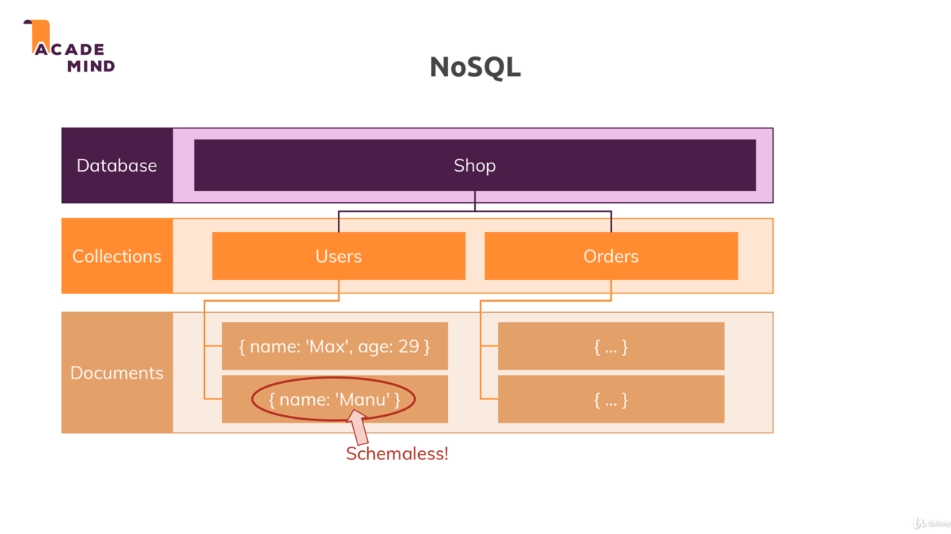 ACADE
MIND
NoSQL
Database
Shop
Collections
Users
Orders
Documents
{ name: 'Max', age: 29 }
{ ... }
{ name: 'Manu' }
{ ... }
Schemaless!
Udemy